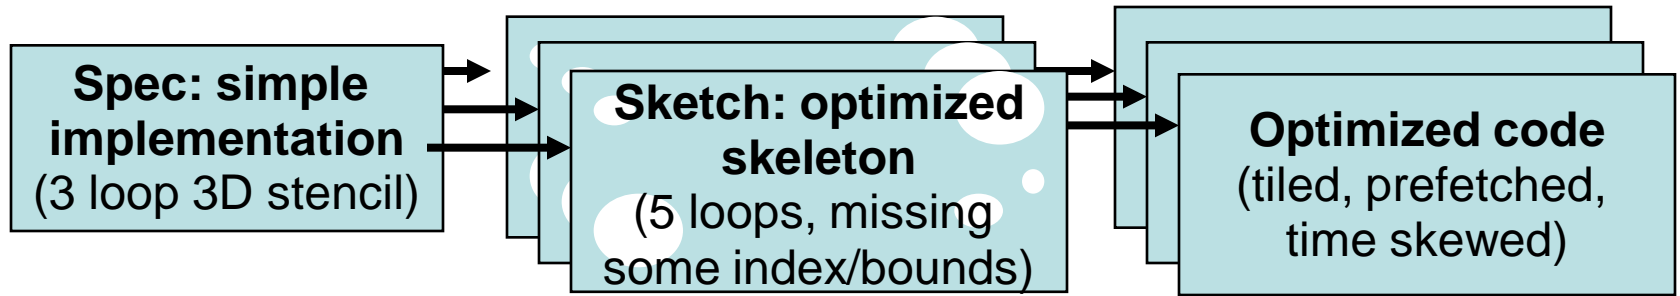 Spec: simple
implementation
(3 loop 3D stencil)
Sketch: optimized
skeleton
(5 loops, missing
some index/bounds)
Optimized code
(tiled, prefetched,
time skewed)